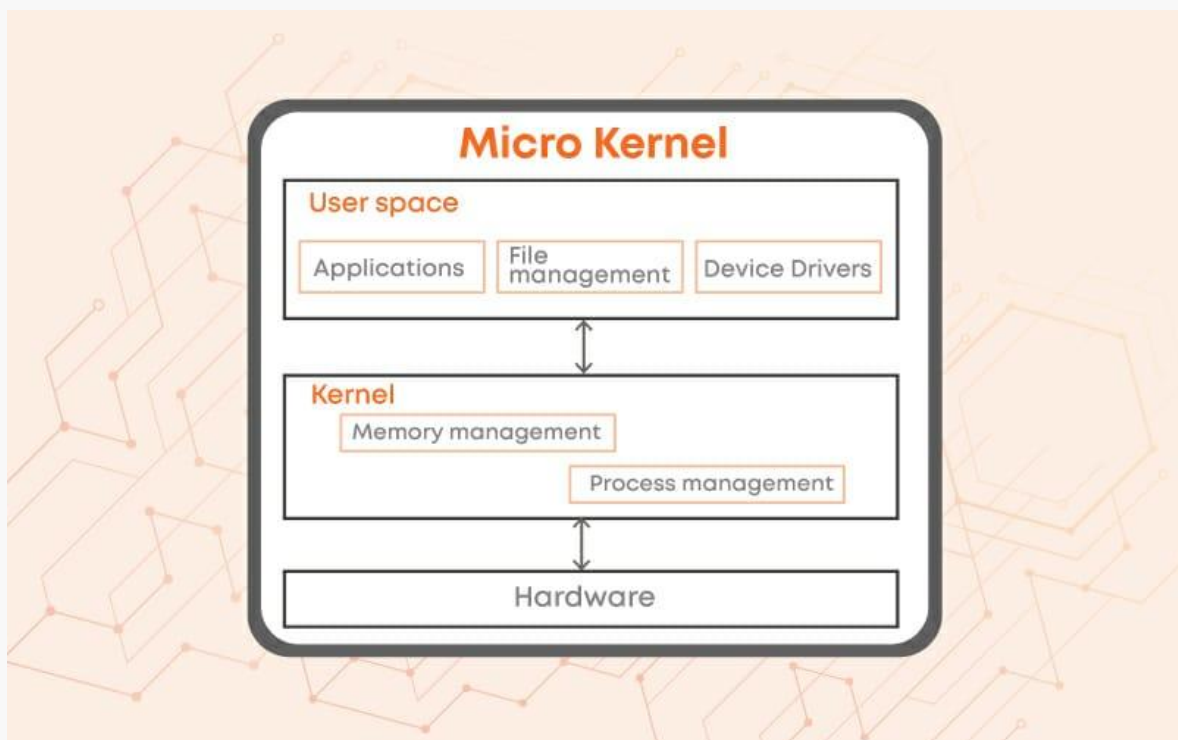 Micro Kernel
User space
Applications
File
management
Device Drivers
Kernel
Memory management
Process management
Hardware